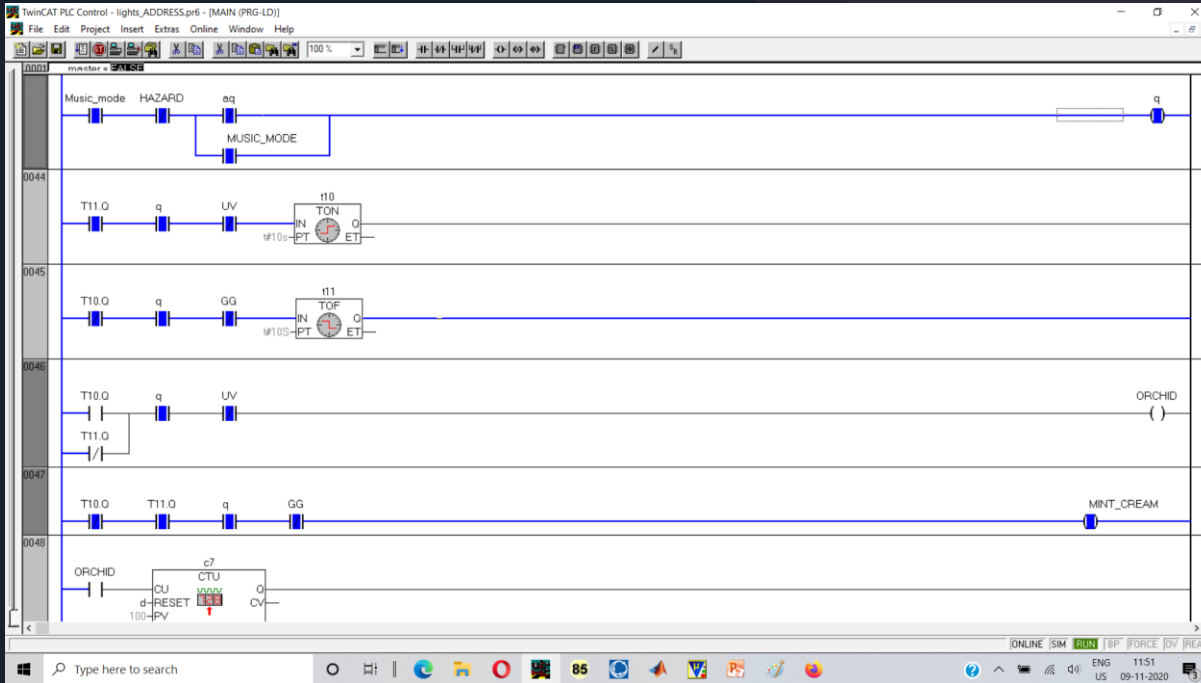 TwinCAT PLC Control - lights_ADDRESS.pr6 - [MAIN (PRG-LD)]
File Edit Project Insert Extras Online Window Help
100 %
0001 master = FALSE
Music_mode HAZARD aq q
MUSIC_MODE
0044
t10
T11.Q q UV TON
IN Q
t#10s PT ET
0045
t11
T10.Q q GG TOF
IN Q
t#10S PT ET
0046
T10.Q q UV ORCHID
T11.Q
0047
T10.Q T11.Q q GG MINT_CREAM
0048
c7
ORCHID CTU
CU Q
d RESET CV
100 PV
ONLINE SIM RUN BP FORCE OV REA
Type here to search
85
ENG 11:51
US 09-11-2020
3